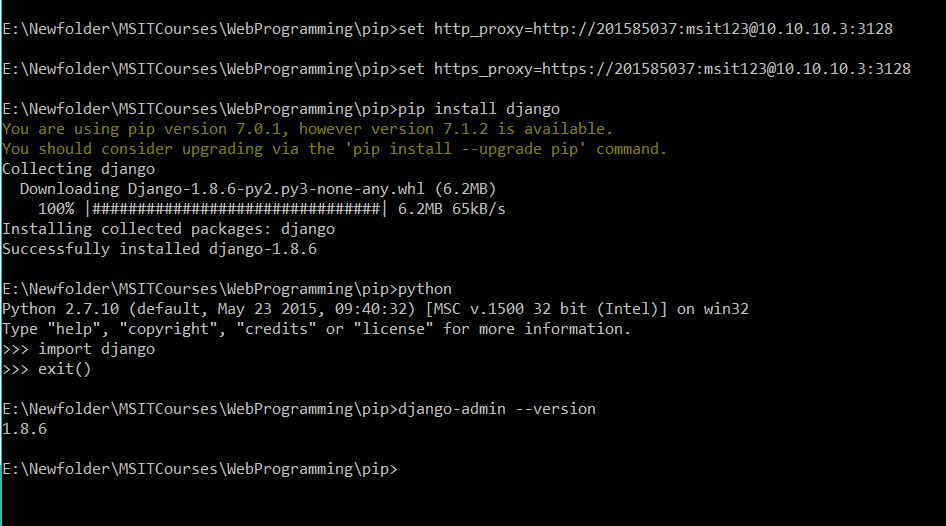 E:\Newfolder\MSITCourses\WebProgramming\pip>set http_proxy=http://201585037:msit123@10.10.10.3:3128
E:\Newfolder\MSITCourses\WebProgramming\pip>set https_proxy=https://201585037:msit123@10.10.10.3:3128
E:\Newfolder\MSITCourses\WebProgramming\pip>pip install django
You are using pip version 7.0.1, however version 7.1.2 is available.
You should consider upgrading via the 'pip install --upgrade pip' command.
Collecting django
  Downloading Django-1.8.6-py2.py3-none-any.whl (6.2MB)
    100% |################################| 6.2MB 65kB/s
Installing collected packages: django
Successfully installed django-1.8.6
E:\Newfolder\MSITCourses\WebProgramming\pip>python
Python 2.7.10 (default, May 23 2015, 09:40:32) [MSC v.1500 32 bit (Intel)] on win32
Type "help", "copyright", "credits" or "license" for more information.
>>> import django
>>> exit()
E:\Newfolder\MSITCourses\WebProgramming\pip>django-admin --version
1.8.6
E:\Newfolder\MSITCourses\WebProgramming\pip>